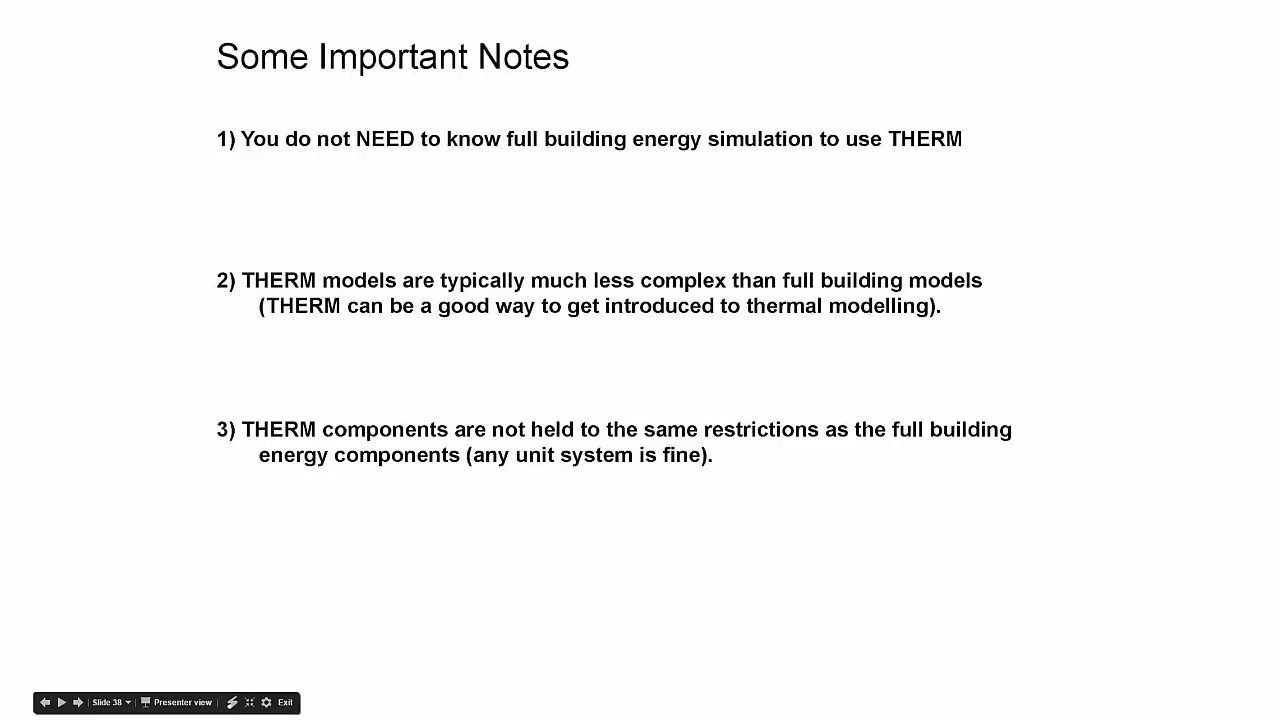 Some Important Notes
1) You do not NEED to know full building energy simulation to use THERM
2) THERM models are typically much less complex than full building models
(THERM can be a good way to get introduced to thermal modelling).
3) THERM components are not held to the same restrictions as the full building
energy components (any unit system is fine).
Slide 38 Presenter view Exit